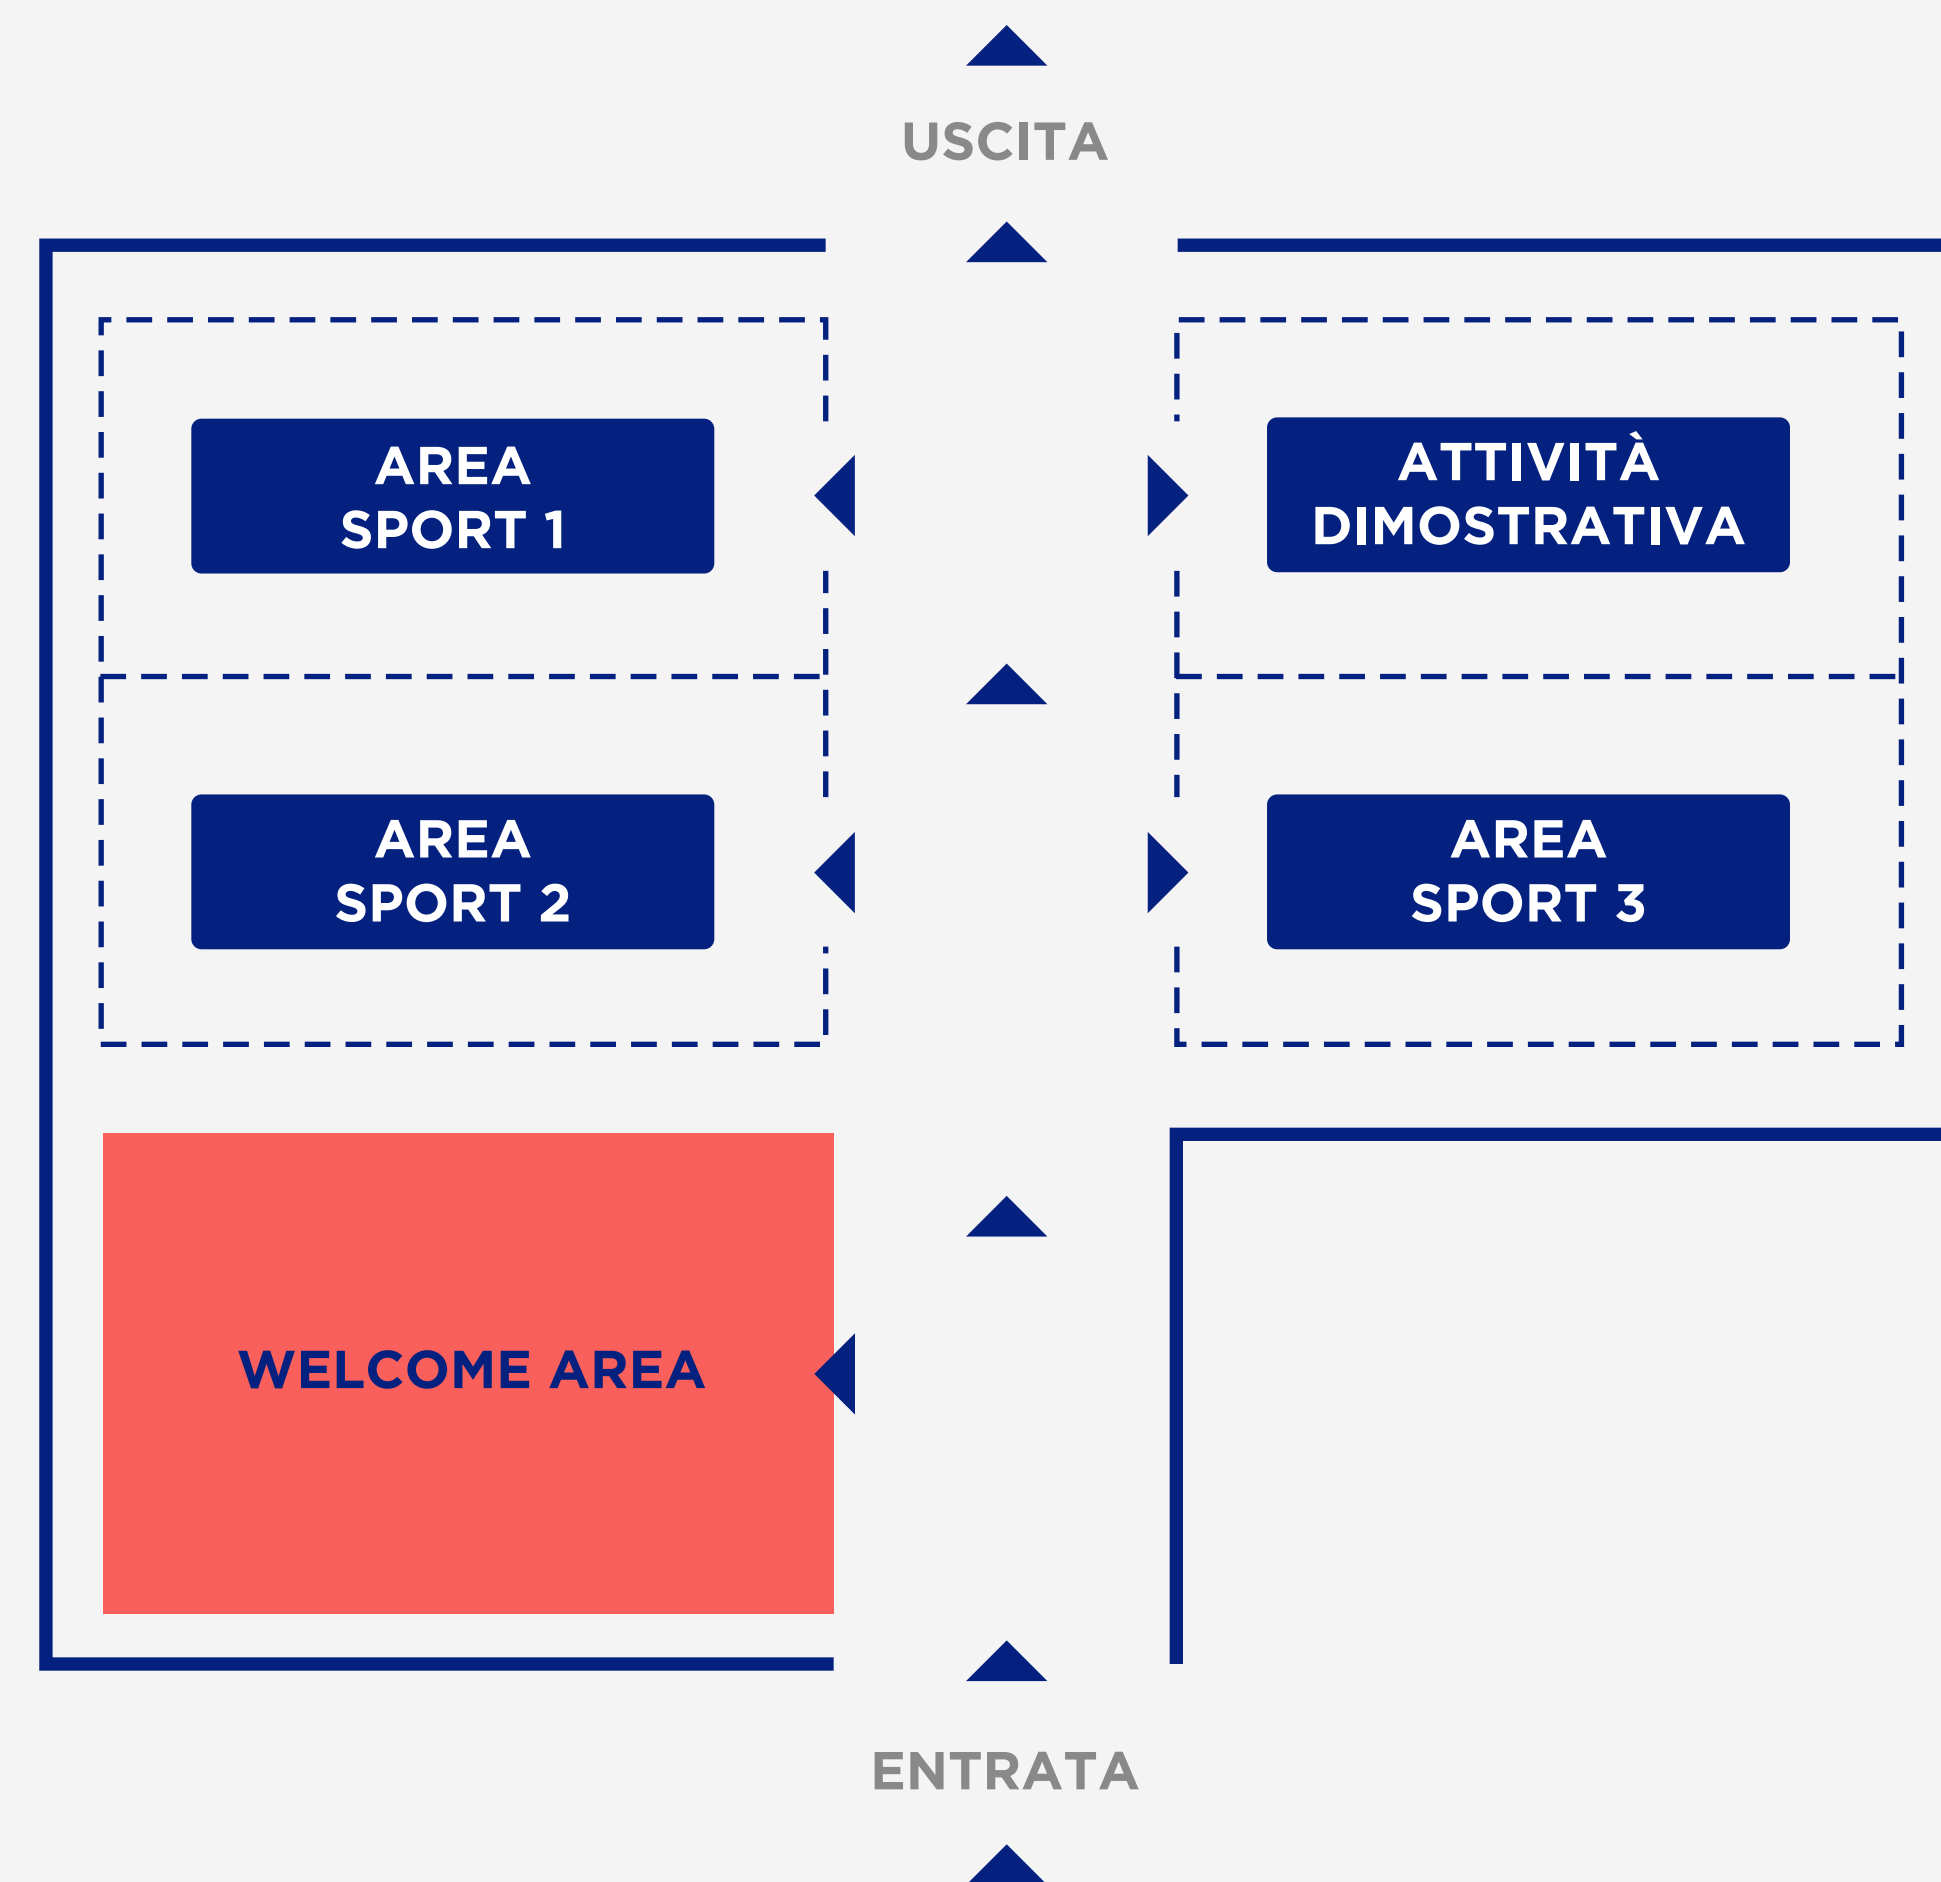 USCITA
AREA
SPORT 1
ATTIVITÀ
DIMOSTRATIVA
AREA
SPORT 2
AREA
SPORT 3
WELCOME AREA
ENTRATA